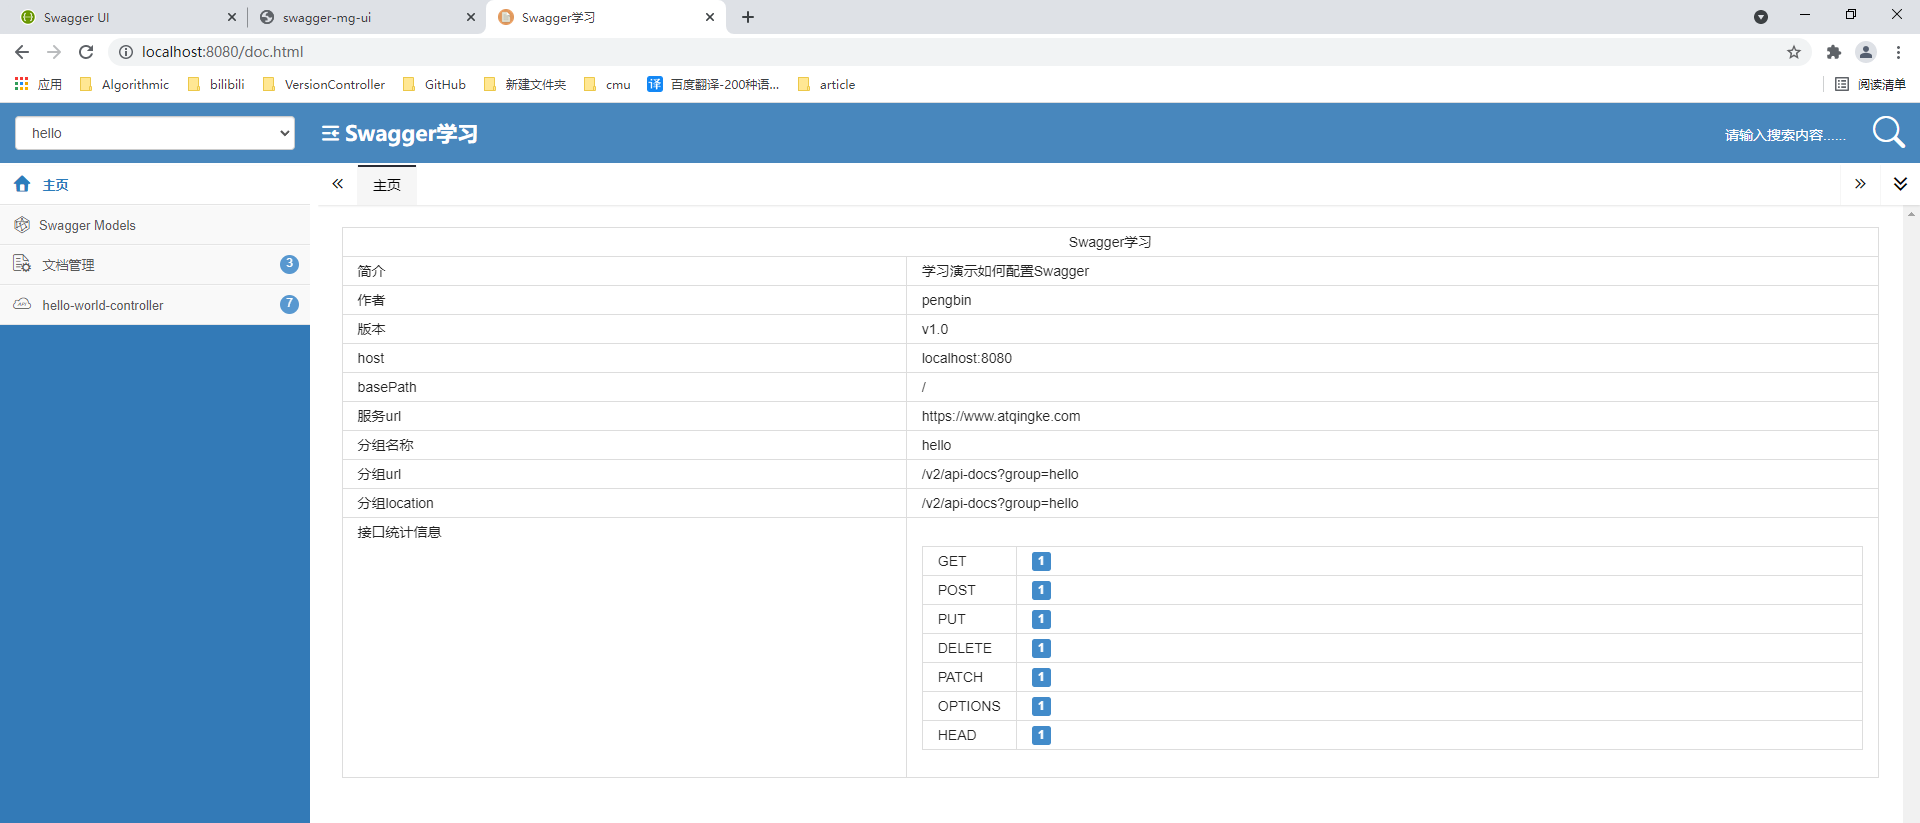 Swagger UI
swagger-mg-ui
Swagger学习
localhost:8080/doc.html
应用
Algorithmic
bilibili
VersionController
GitHub
新建文件夹
cmu
译
百度翻译-200种语...
article
阅读清单
hello
Swagger学习
请输入搜索内容......
主页
Swagger Models
文档管理 3
hello-world-controller 7
主页
Swagger学习
简介 学习演示如何配置Swagger
作者 pengbin
版本 v1.0
host localhost:8080
basePath /
服务url https://www.atqingke.com
分组名称 hello
分组url /v2/api-docs?group=hello
分组location /v2/api-docs?group=hello
接口统计信息
GET 1
POST 1
PUT 1
DELETE 1
PATCH 1
OPTIONS 1
HEAD 1